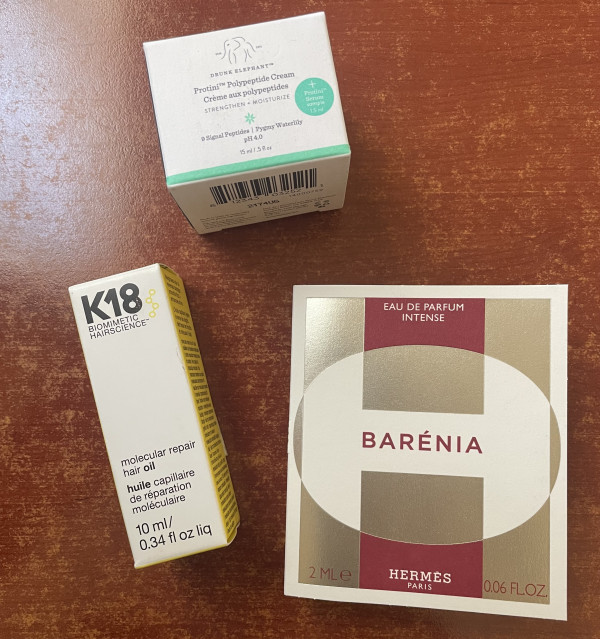 DRUNK ELEPHANT™
Protini™ Polypeptide Cream
Crème aux polypeptides
STRENGTHEN + MOISTURIZE
9 Signal Peptides | Pygmy Waterlily
pH 4.0
15 ml / .5 fl oz
+
Protini™
K18
BIOMIMETIC
HAIRSCIENCE™
molecular repair
hair oil
huile capillaire
de réparation
moléculaire
10 ml/
0.34 fl oz liq
EAU DE PARFUM
INTENSE
BARÉNIA
2 ML e
HERMÈS
PARIS
0.06 FL.OZ.